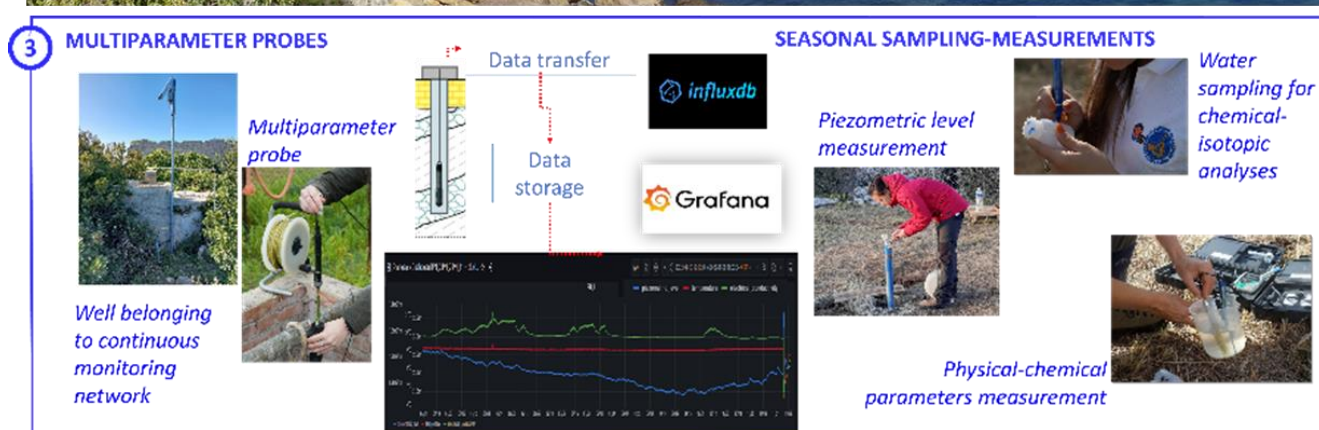 3
MULTIPARAMETER PROBES
Multiparameter
probe
Well belonging
to continuous
monitoring
network
Data transfer
Data
storage
influxdb
Grafana
SEASONAL SAMPLING-MEASUREMENTS
Piezometric level
measurement
Water
sampling for
chemical-
isotopic
analyses
Physical-chemical
parameters measurement